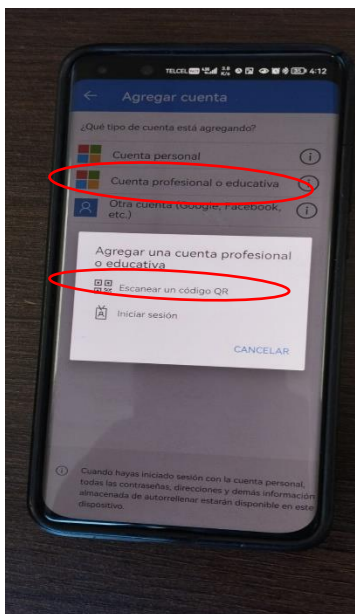 TELCEL 4:12
Agregar cuenta
¿Qué tipo de cuenta está agregando?
Cuenta personal
Cuenta profesional o educativa
Otra cuenta (Google, Facebook,
etc.)
Agregar una cuenta profesional
o educativa
Escanear un código QR
Iniciar sesión
CANCELAR
Cuando hayas iniciado sesión con la cuenta personal,
todas las contraseñas, direcciones y demás información
almacenada de autorrellenar estarán disponible en este
dispositivo.